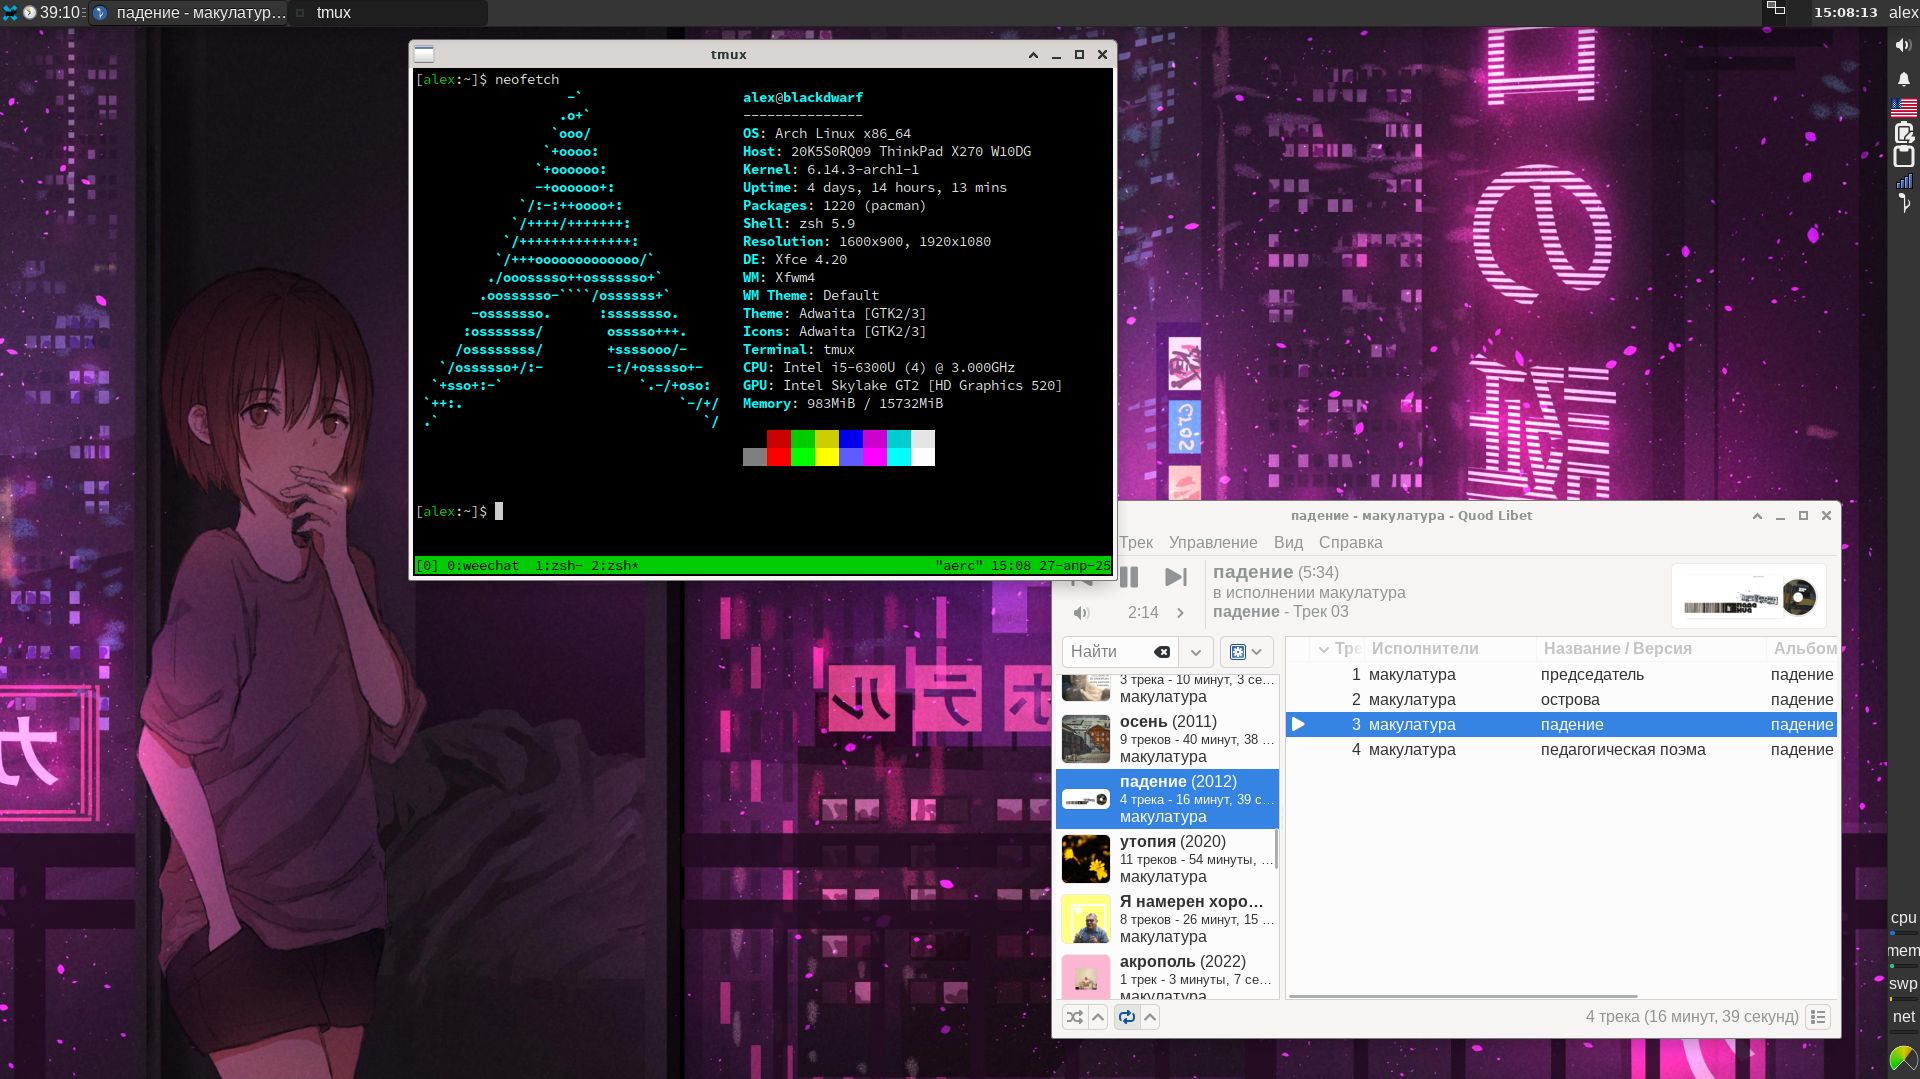 39:10
падение - макулатур...
tmux
15:08:13
alex
tmux
[alex:~]$ neofetch
alex@blackdwarf
---------------
OS: Arch Linux x86_64
Host: 20K5S0RQ09 ThinkPad X270 W10DG
Kernel: 6.14.3-arch1-1
Uptime: 4 days, 14 hours, 13 mins
Packages: 1220 (pacman)
Shell: zsh 5.9
Resolution: 1600x900, 1920x1080
DE: Xfce 4.20
WM: Xfwm4
WM Theme: Default
Theme: Adwaita [GTK2/3]
Icons: Adwaita [GTK2/3]
Terminal: tmux
CPU: Intel i5-6300U (4) @ 3.000GHz
GPU: Intel Skylake GT2 [HD Graphics 520]
Memory: 983MiB / 15732MiB
[alex:~]$
[0] 0:weechat 1:zsh- 2:zsh* "aerc" 15:08 27-апр-25
падение - макулатура - Quod Libet
Трек Управление Вид Справка
падение (5:34)
в исполнении макулатура
падение - Трек 03
2:14
Найти
3 трека - 10 минут, 3 се...
макулатура
осень (2011)
9 треков - 40 минут, 38 ...
макулатура
падение (2012)
4 трека - 16 минут, 39 с...
макулатура
утопия (2020)
11 треков - 54 минуты, ...
макулатура
Я намерен хоро...
8 треков - 26 минут, 15 ...
макулатура
акрополь (2022)
1 трек - 3 минуты, 7 се...
макулатура
Тре Исполнители Название / Версия Альбом
1 макулатура председатель падение
2 макулатура острова падение
3 макулатура падение падение
4 макулатура педагогическая поэма падение
4 трека (16 минут, 39 секунд)
cpu
mem
swp
net